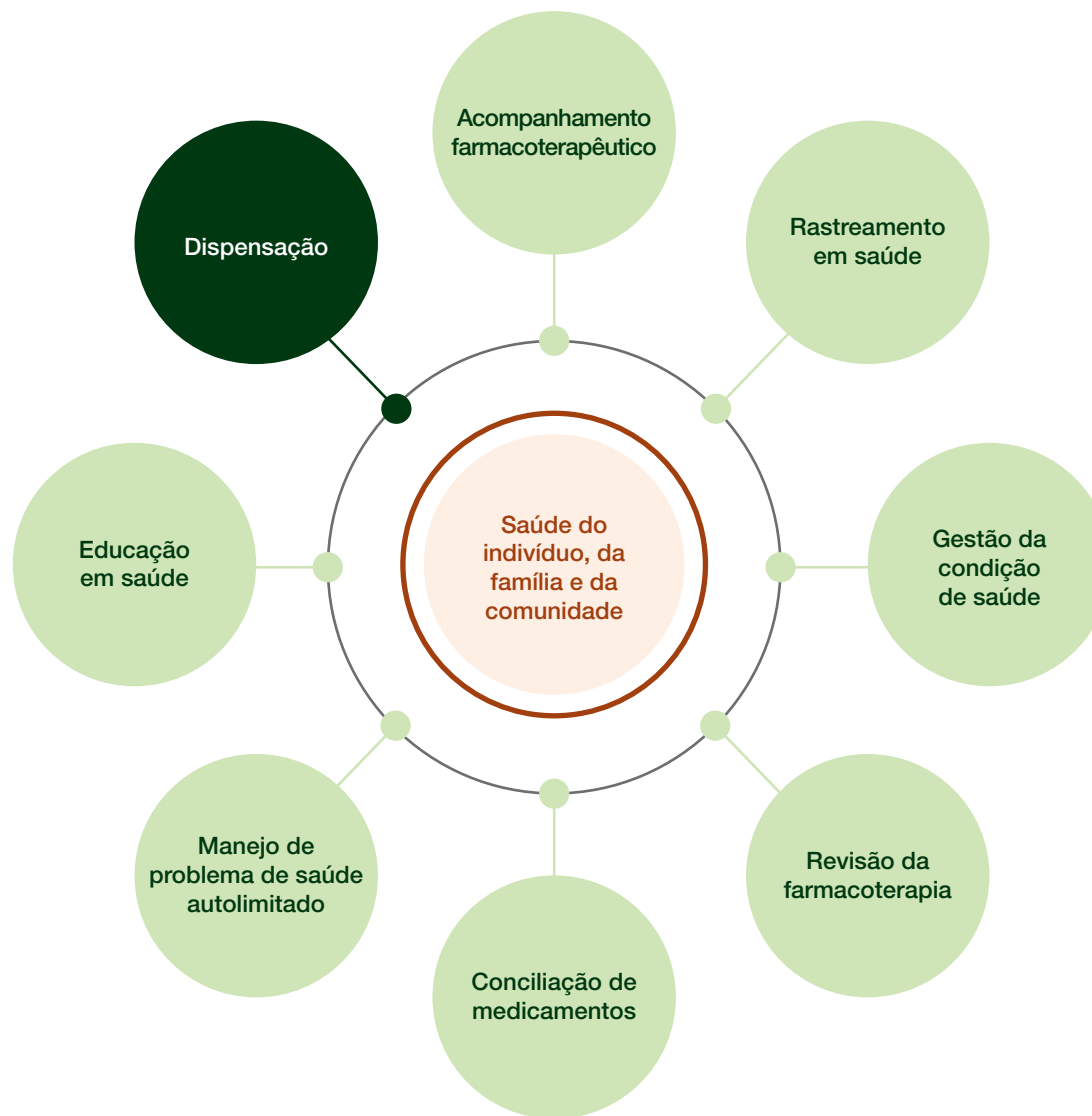 Acompanhamento
farmacoterapêutico
Rastreamento
em saúde
Dispensação
Saúde do
indivíduo, da
família e da
comunidade
Educação
em saúde
Gestão da
condição
de saúde
Manejo de
problema de saúde
autolimitado
Revisão da
farmacoterapia
Conciliação de
medicamentos